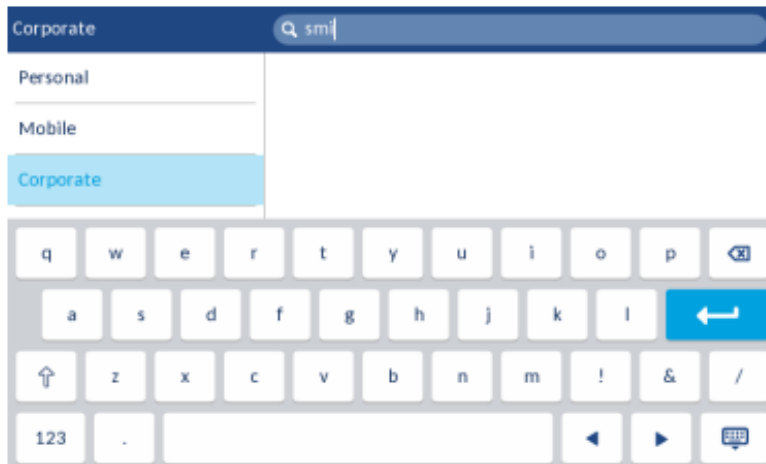 Corporate
smi
Personal
Mobile
Corporate
q w e r t y u i o p
a s d f g h j k l
z x c v b n m ! & /
123 .